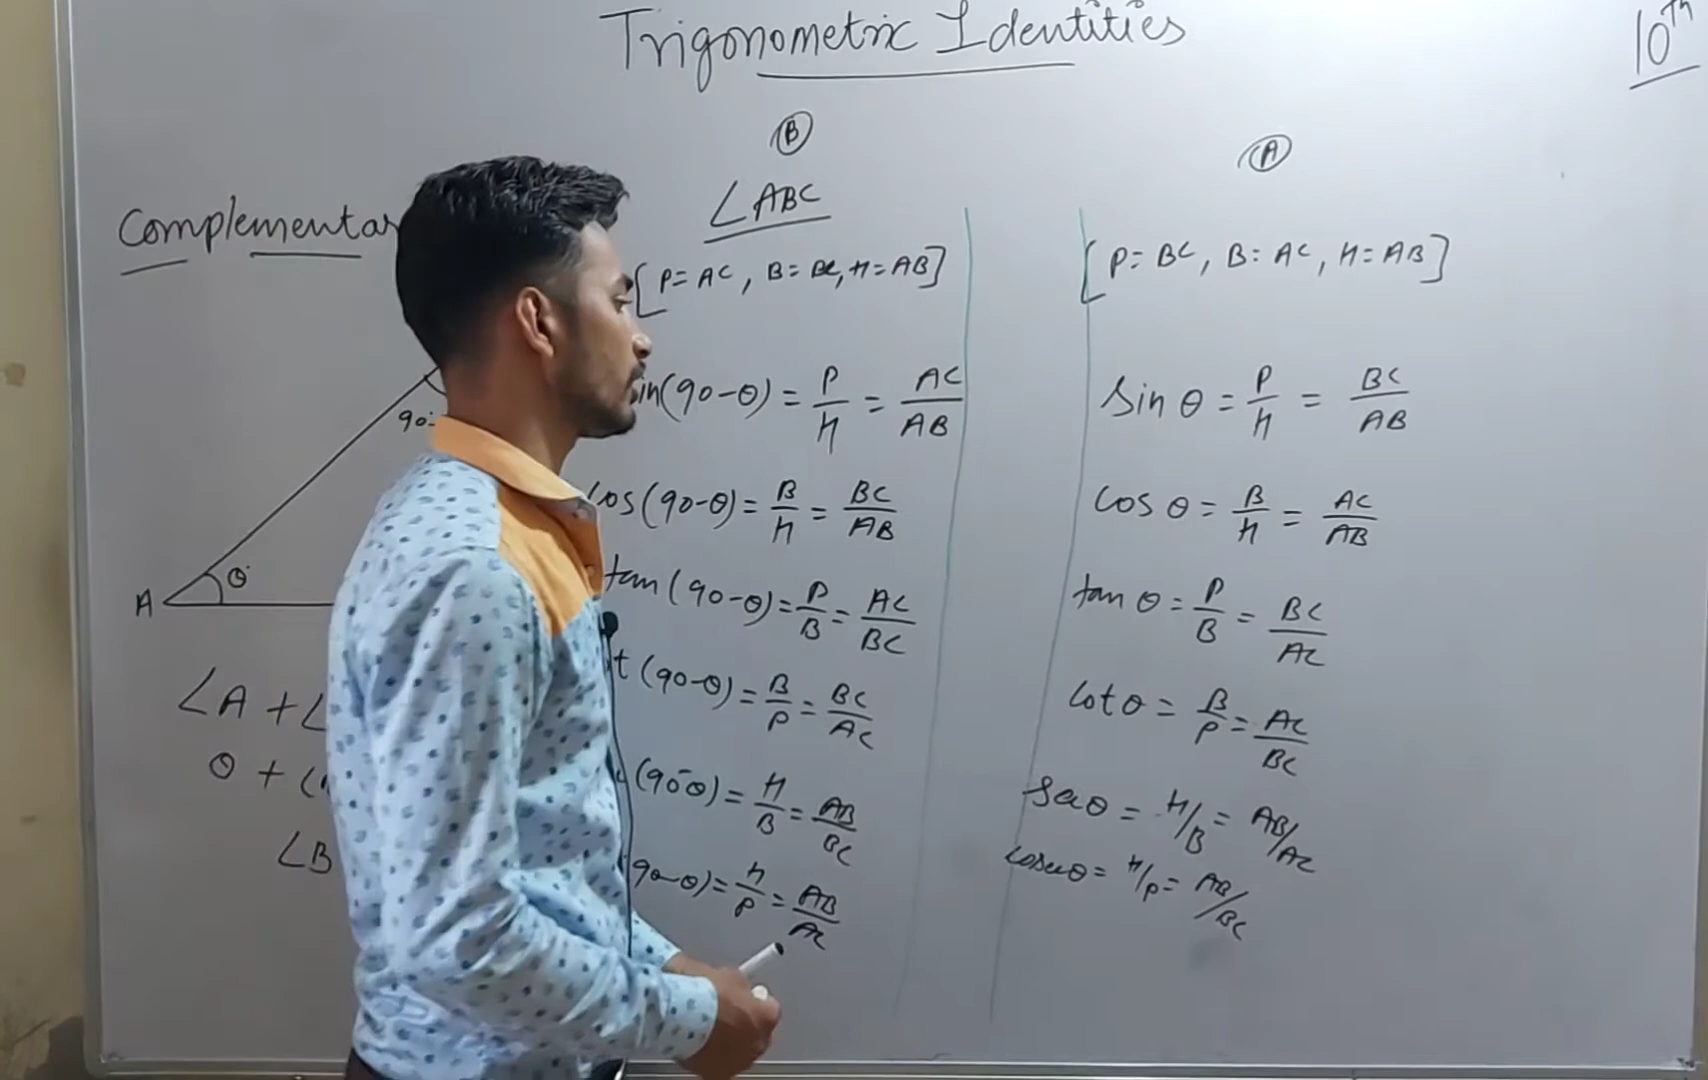 Trigonometric Identities
10th
Complementar
A
θ
90-
∠A + ∠
θ + ∠
∠B
(B)
∠ABC
[P = AC, B = BC, H = AB]
in(90-θ) = P/H = AC/AB
cos(90-θ) = B/H = BC/AB
tan(90-θ) = P/B = AC/BC
t(90-θ) = B/P = BC/AC
(90-θ) = H/B = AB/BC
90-θ) = H/P = AB/AC
(A)
[P = BC, B = AC, H = AB]
Sin θ = P/H = BC/AB
Cos θ = B/H = AC/AB
tan θ = P/B = BC/AC
Cot θ = B/P = AC/BC
Sec θ = H/B = AB/AC
Cosec θ = H/P = AB/BC